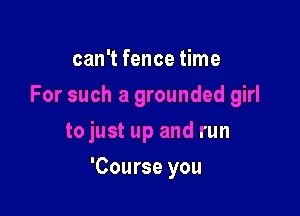 can't fence time
For such a grounded girl
to just up and run
'Course you